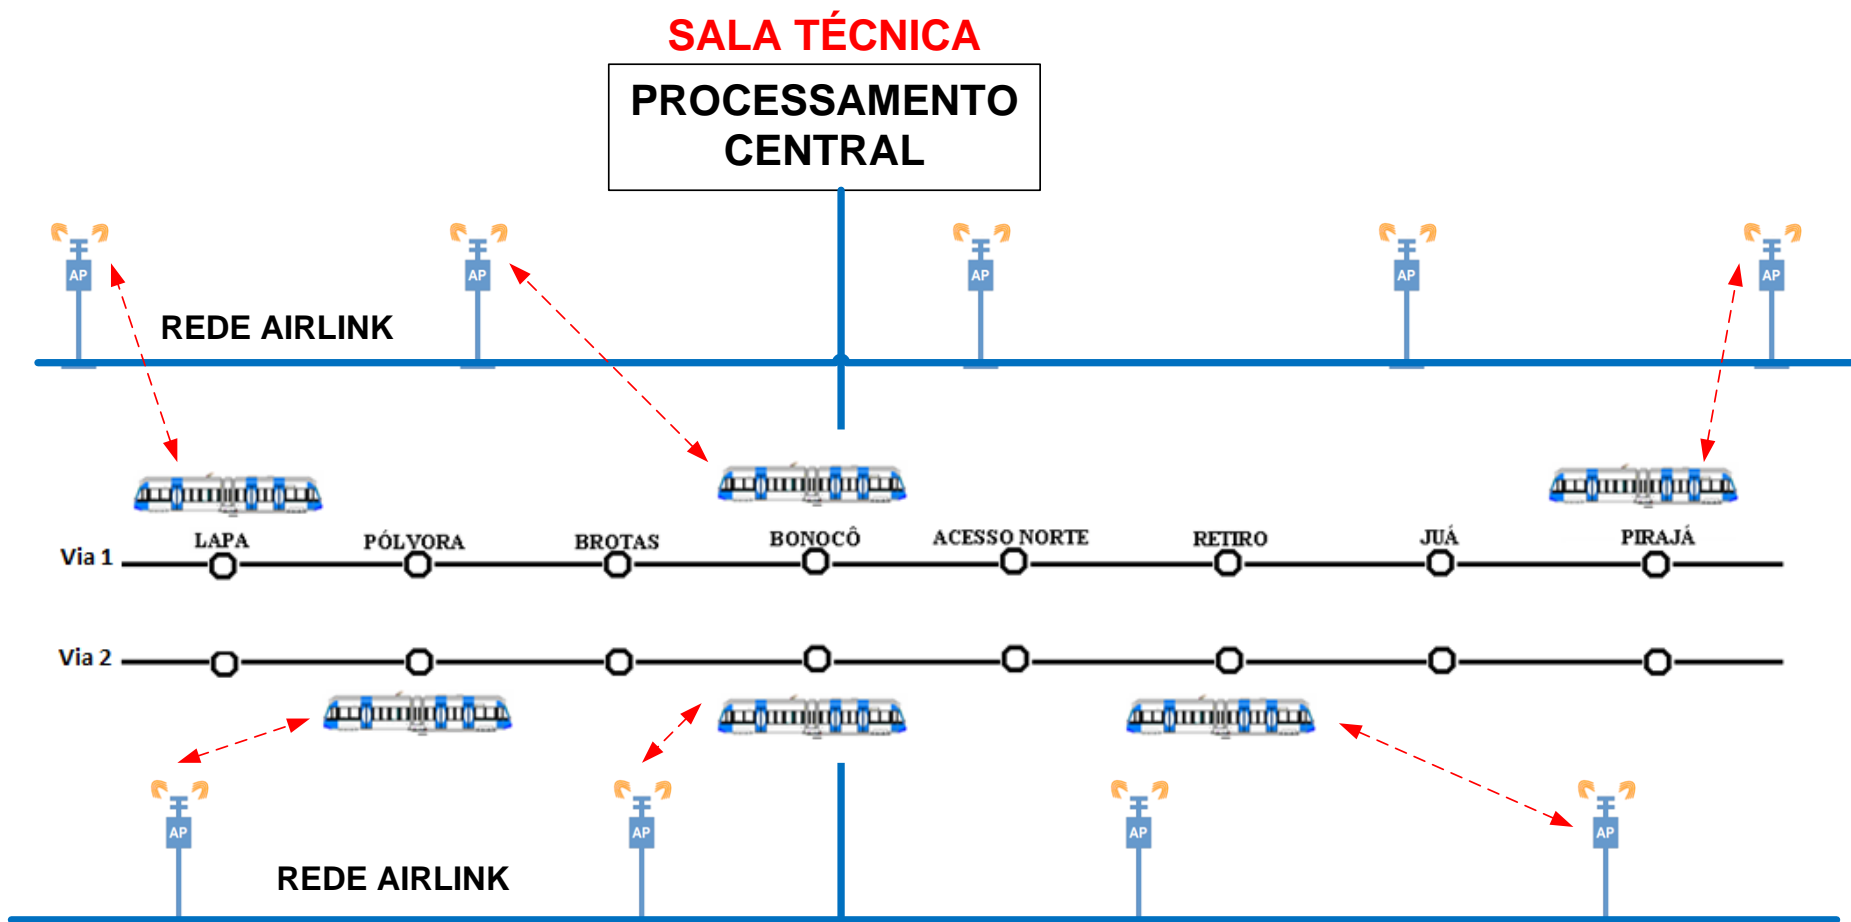 SALA TÉCNICA
PROCESSAMENTO
CENTRAL
AP
AP
AP
AP
AP
REDE AIRLINK
LAPA
PÓLVORA
BROTAS
BONOCÔ
ACESSO NORTE
RETIRO
JUÁ
PIRAJÁ
Via 1
Via 2
AP
AP
AP
AP
REDE AIRLINK